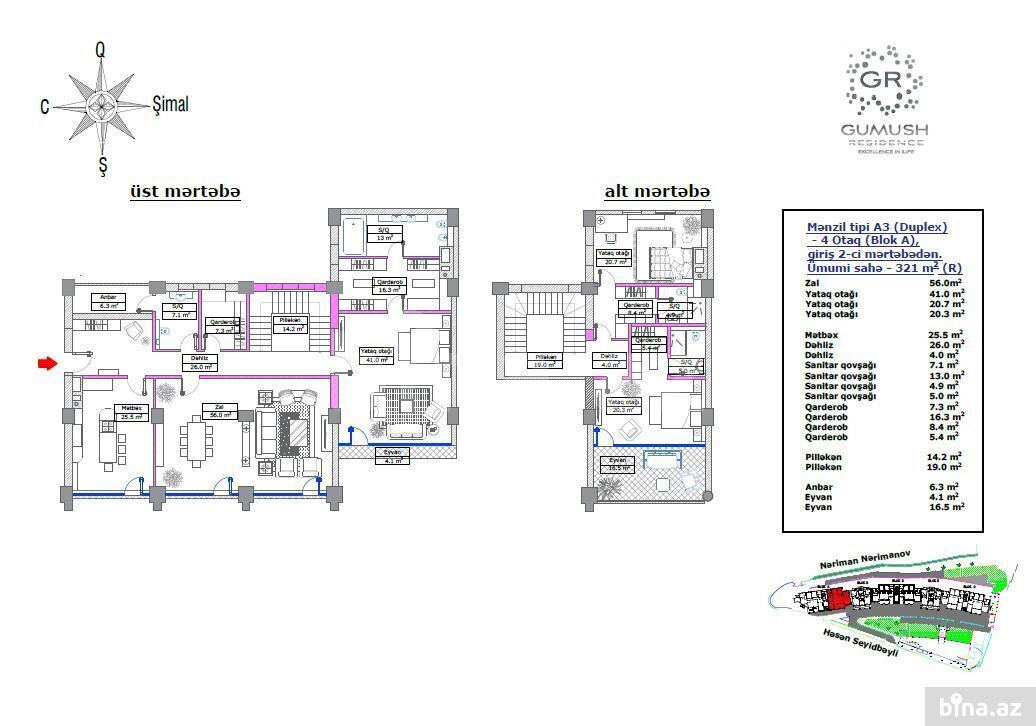 Q
C
Şimal
Ş
GR
GUMUSH
RESIDENCE
EXCELLENCE IN LIFE
üst mərtəbə
S/Q
13 m²
Qarderob
16.3 m²
Anbar
6.3 m²
S/Q
7.1 m²
Qarderob
7.3 m²
Pilləkən
14.2 m²
Yataq otağı
41.0 m²
Dəhliz
26.0 m²
Mətbəx
25.5 m²
Zal
56.0 m²
Eyvan
4.1 m²
alt mərtəbə
Yataq otağı
20.7 m²
Qarderob
8.4 m²
S/Q
4.9 m²
Qarderob
5.4 m²
Pilləkən
19.0 m²
Dəhliz
4.0 m²
S/Q
5.0 m²
Yataq otağı
20.3 m²
Eyvan
16.5 m²
Mənzil tipi A3 (Duplex)
- 4 Otaq (Blok A),
giriş 2-ci mərtəbədən.
Ümumi sahə - 321 m² (R)
Zal 56.0m²
Yataq otağı 41.0 m²
Yataq otağı 20.7 m²
Yataq otağı 20.3 m²
Mətbəx 25.5 m²
Dəhliz 26.0 m²
Dəhliz 4.0 m²
Sanitar qovşağı 7.1 m²
Sanitar qovşağı 13.0 m²
Sanitar qovşağı 4.9 m²
Sanitar qovşağı 5.0 m²
Qarderob 7.3 m²
Qarderob 16.3 m²
Qarderob 8.4 m²
Qarderob 5.4 m²
Pilləkən 14.2 m²
Pilləkən 19.0 m²
Anbar 6.3 m²
Eyvan 4.1 m²
Eyvan 16.5 m²
Nəriman Nərimanov
Həsən Seyidbəyli
bina.az